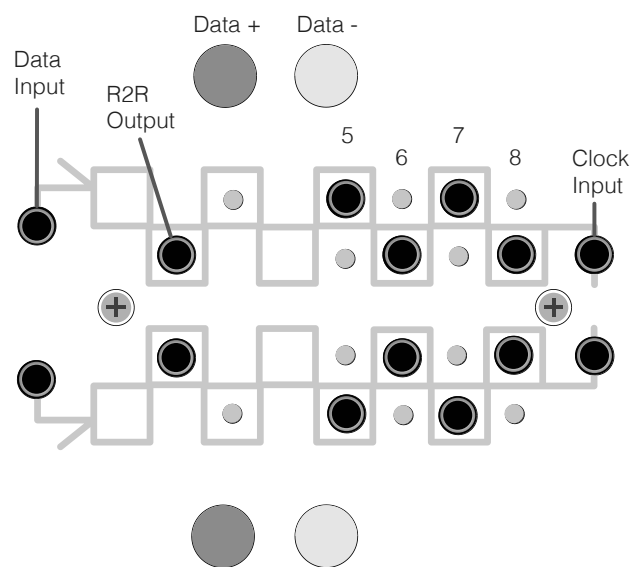 Data +
Data -
Data
Input
R2R
Output
5
6
7
8
Clock
Input